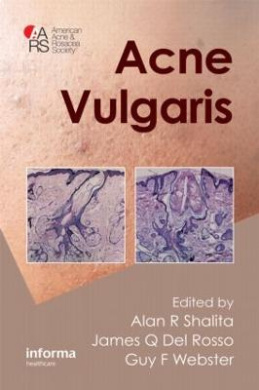 AARS
American
Acne &
Rosacea
Society
Acne
Vulgaris
Edited by
Alan R Shalita
James Q Del Rosso
Guy F Webster
informa
healthcare